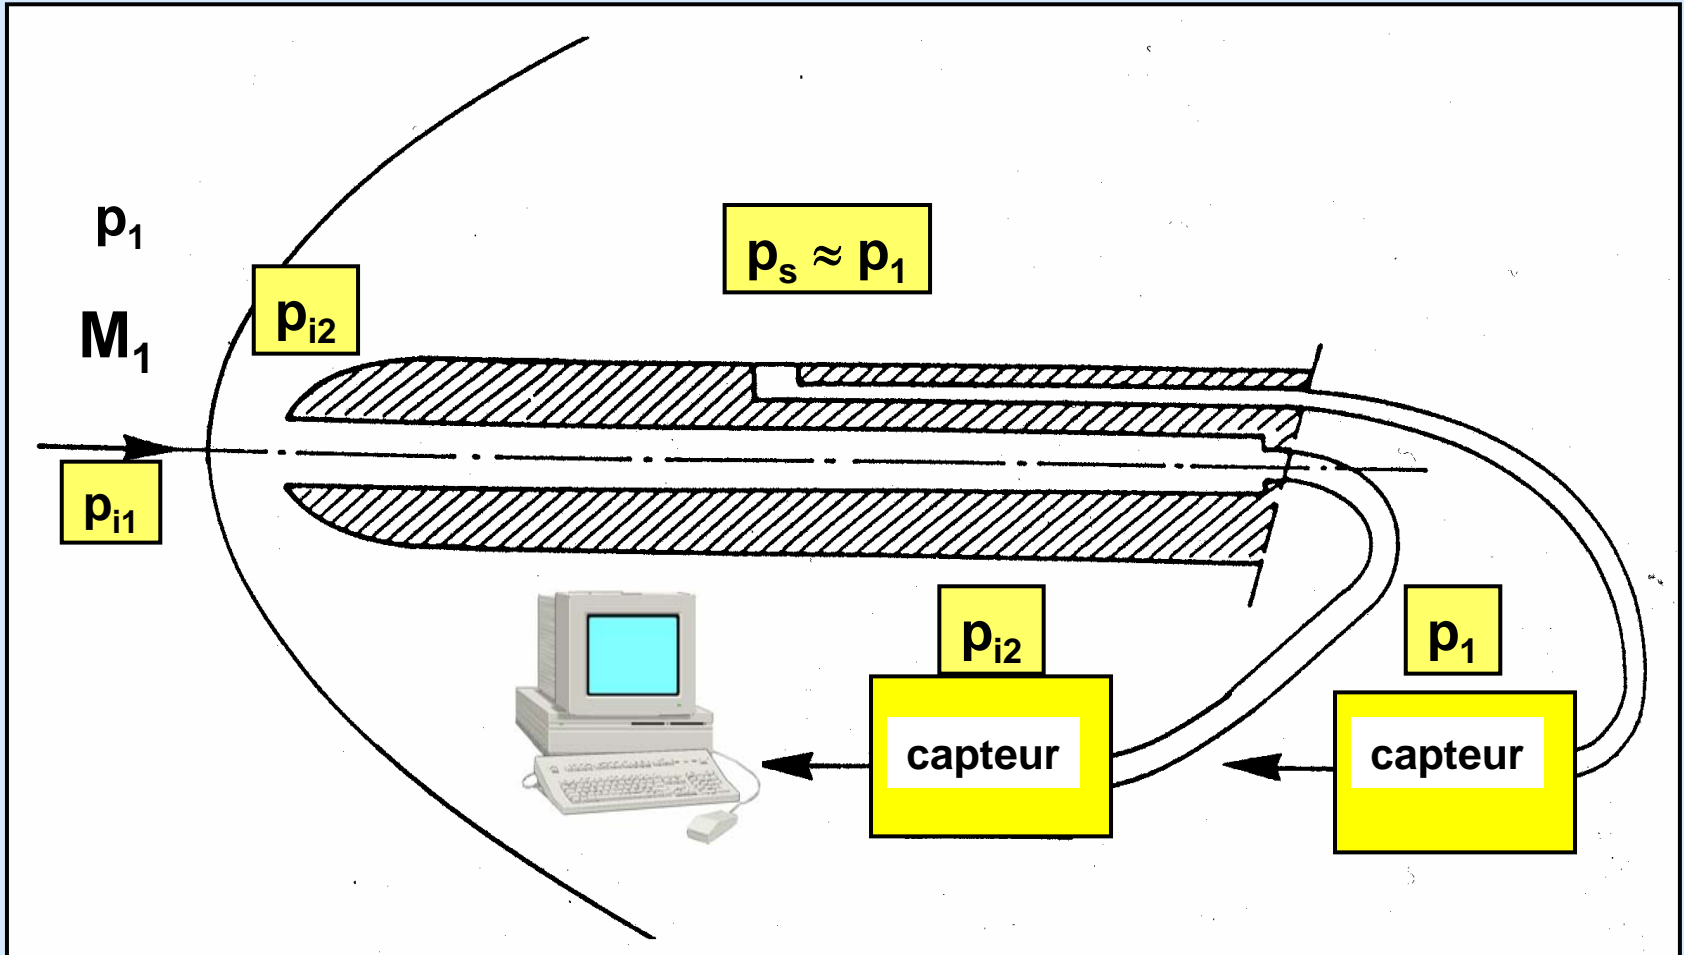 p₁
pₛ ≈ p₁
pᵢ₂
M₁
pᵢ₁
pᵢ₂
p₁
capteur
capteur